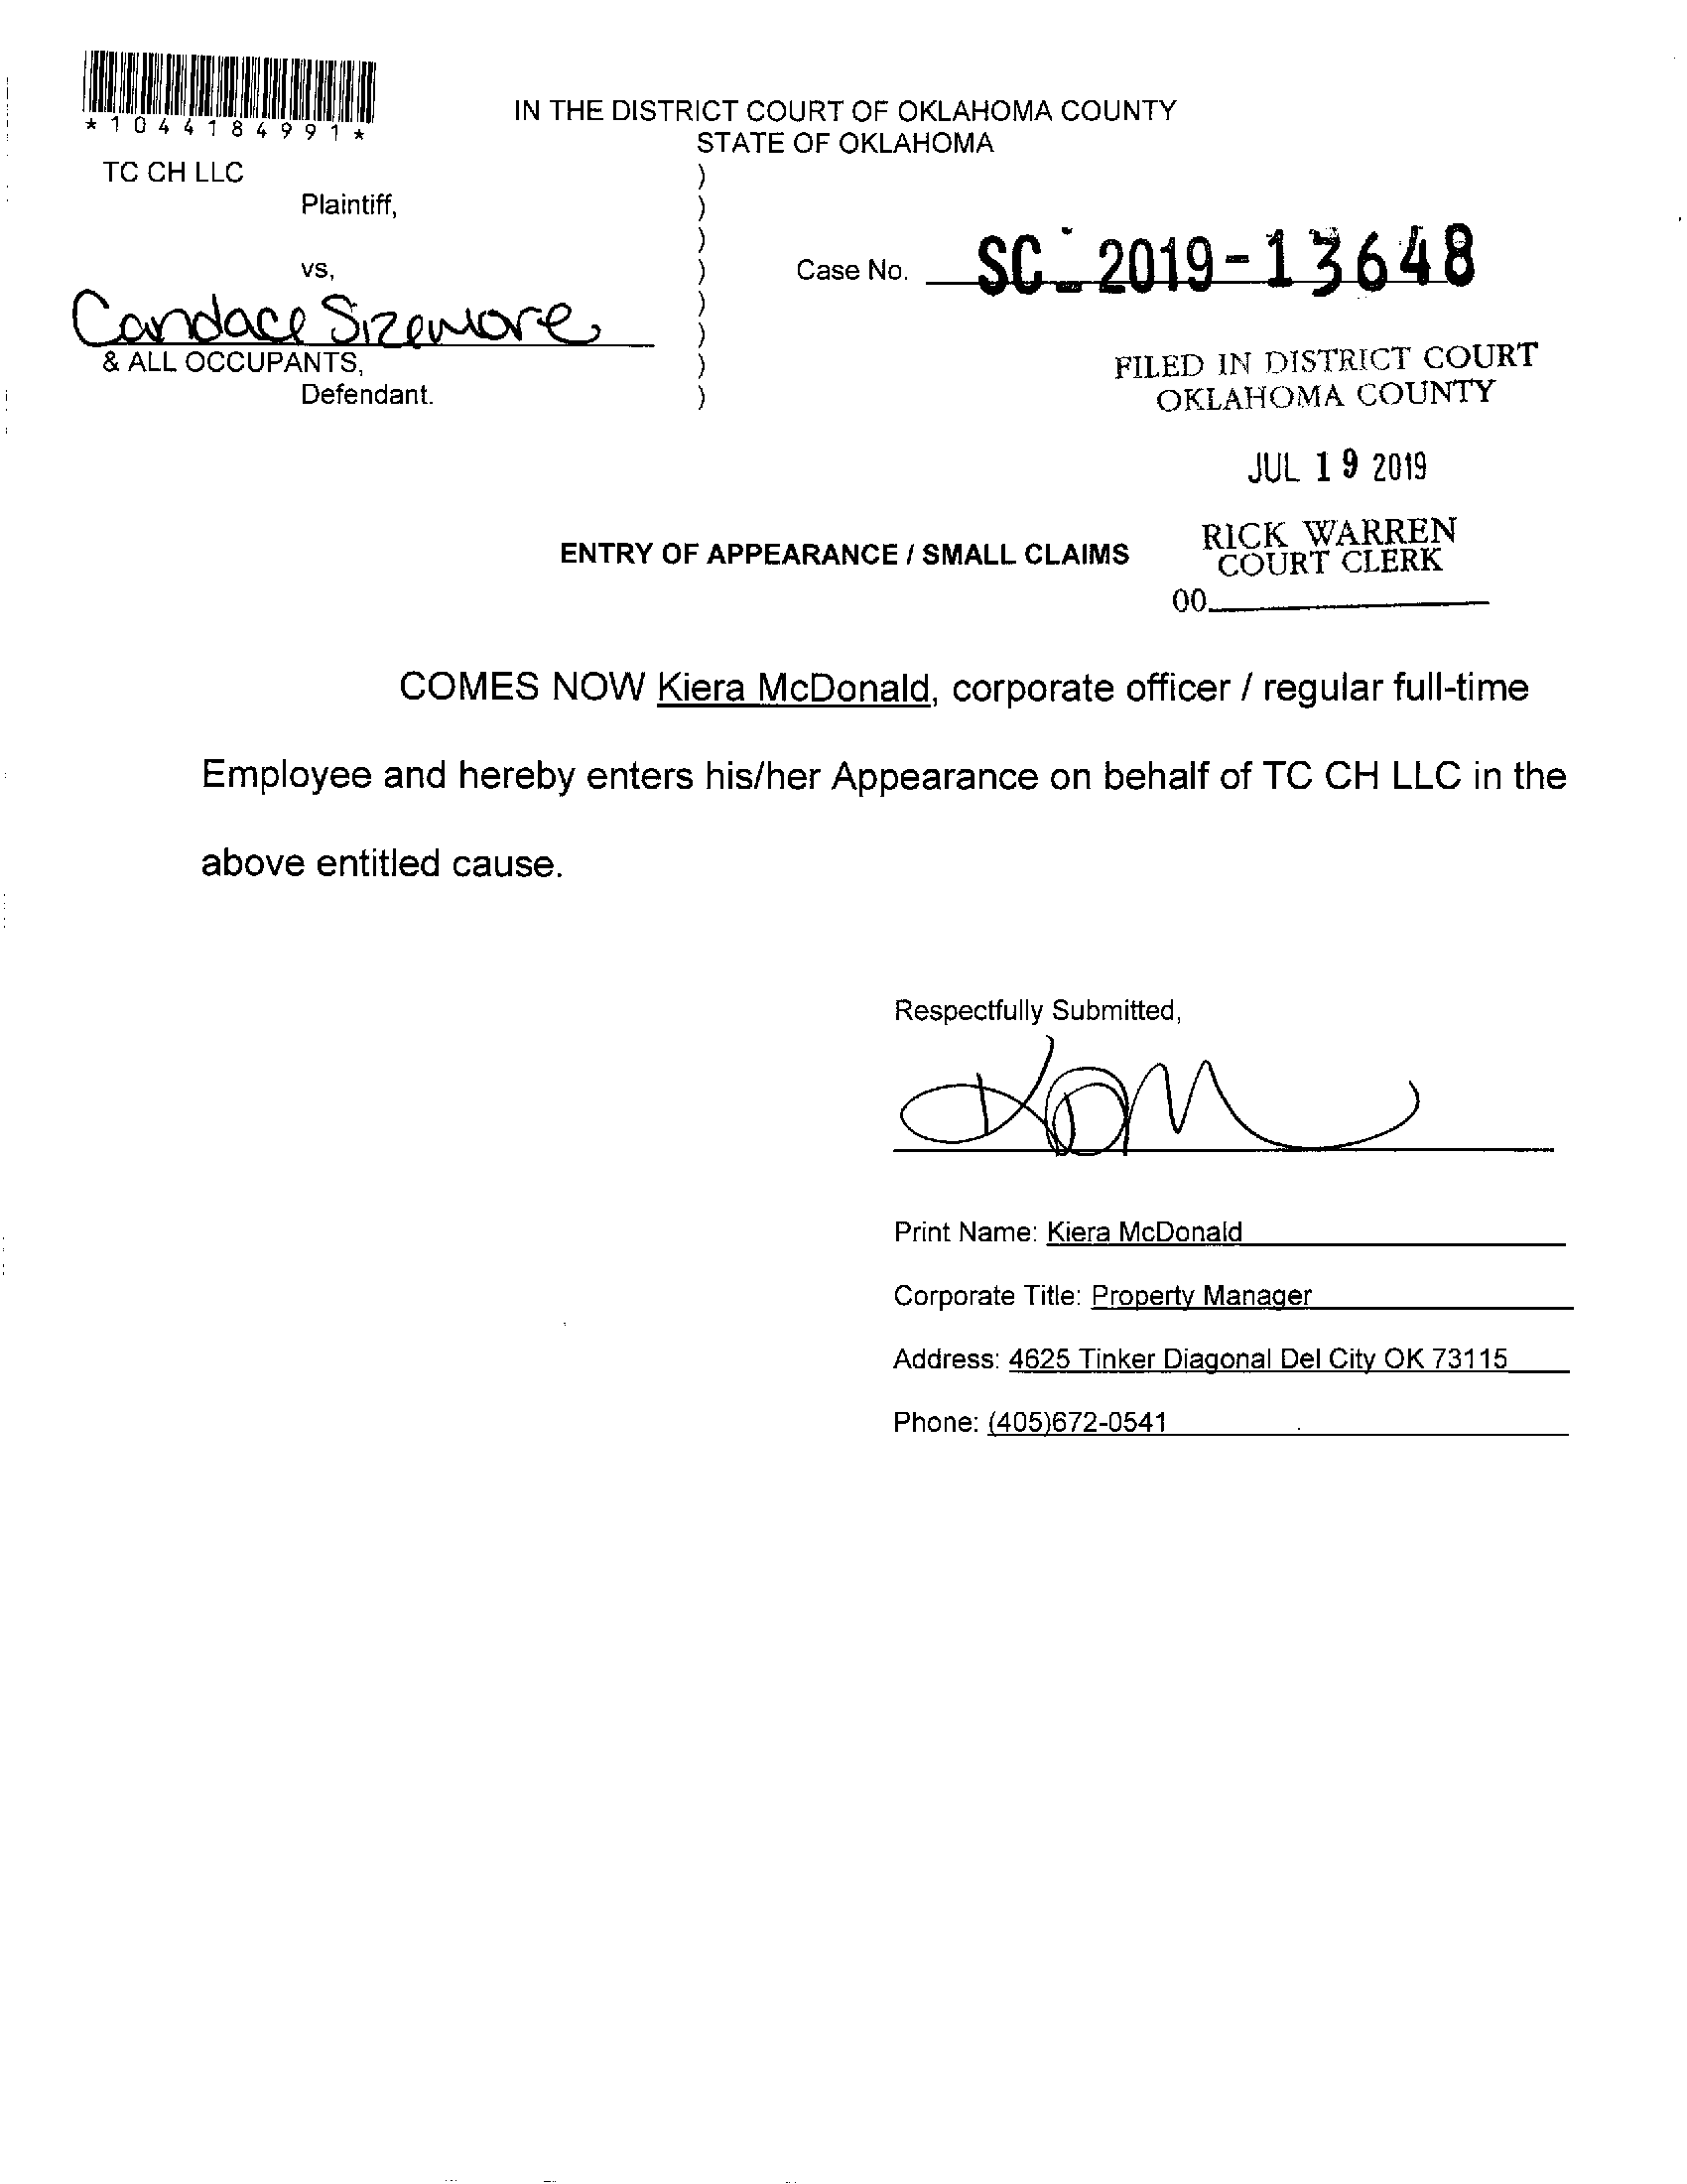 *1044184991*
IN THE DISTRICT COURT OF OKLAHOMA COUNTY
STATE OF OKLAHOMA
TC CH LLC )
Plaintiff, )
)
vs, ) Case No. SC-2019-13648
Candace Sizemore )
)
& ALL OCCUPANTS, )
Defendant. )
FILED IN DISTRICT COURT
OKLAHOMA COUNTY
JUL 19 2019
RICK WARREN
COURT CLERK
00
ENTRY OF APPEARANCE / SMALL CLAIMS
COMES NOW Kiera McDonald, corporate officer / regular full-time
Employee and hereby enters his/her Appearance on behalf of TC CH LLC in the
above entitled cause.
Respectfully Submitted,
Print Name: Kiera McDonald
Corporate Title: Property Manager
Address: 4625 Tinker Diagonal Del City OK 73115
Phone: (405)672-0541